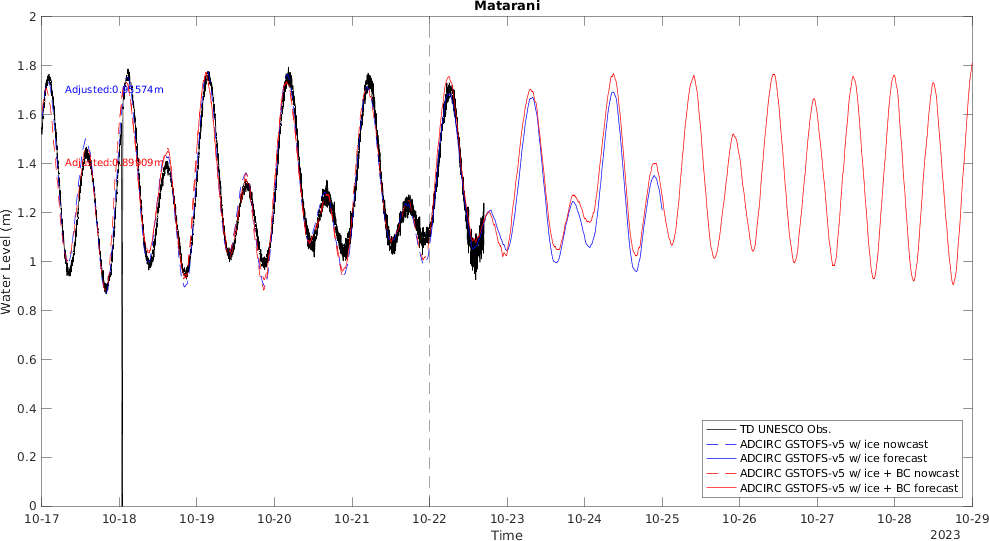 Matarani
2
1.8
1.6
1.4
1.2
1
0.8
0.6
0.4
0.2
0
Water Level (m)
Adjusted:0.93574m
Adjusted:0.89909m
TD UNESCO Obs.
ADCIRC GSTOFS-v5 w/ ice nowcast
ADCIRC GSTOFS-v5 w/ ice forecast
ADCIRC GSTOFS-v5 w/ ice + BC nowcast
ADCIRC GSTOFS-v5 w/ ice + BC forecast
10-17 10-18 10-19 10-20 10-21 10-22 10-23 10-24 10-25 10-26 10-27 10-28 10-29
Time
2023